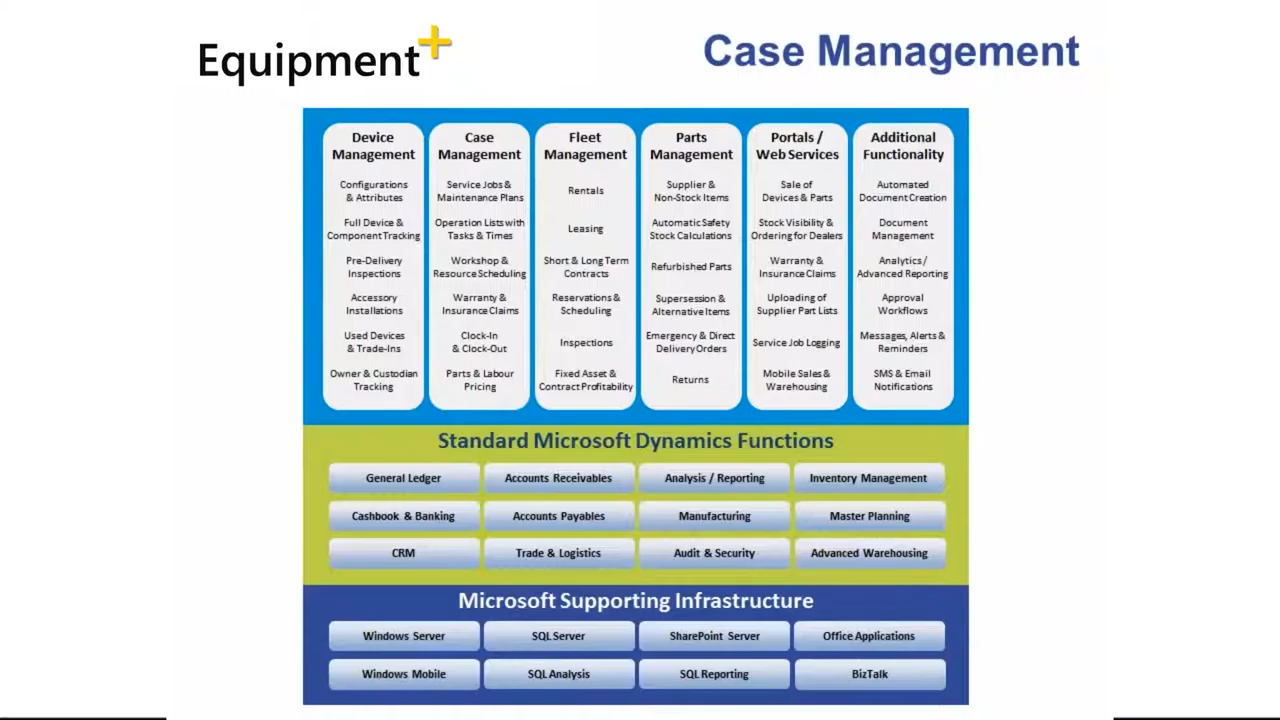 Equipment+
Case Management
Device
Management
Configurations
& Attributes
Full Device &
Component Tracking
Pre-Delivery
Inspections
Accessory
Installations
Used Devices
& Trade-Ins
Owner & Custodian
Tracking
Case
Management
Service Jobs &
Maintenance Plans
Operation Lists with
Tasks & Times
Workshop &
Resource Scheduling
Warranty &
Insurance Claims
Clock-In
& Clock-Out
Parts & Labour
Pricing
Fleet
Management
Rentals
Leasing
Short & Long Term
Contracts
Reservations &
Scheduling
Inspections
Fixed Asset &
Contract Profitability
Parts
Management
Supplier &
Non-Stock Items
Automatic Safety
Stock Calculations
Refurbished Parts
Supersession &
Alternative Items
Emergency & Direct
Delivery Orders
Returns
Portals /
Web Services
Sale of
Devices & Parts
Stock Visibility &
Ordering for Dealers
Warranty &
Insurance Claims
Uploading of
Supplier Part Lists
Service Job Logging
Mobile Sales &
Warehousing
Additional
Functionality
Automated
Document Creation
Document
Management
Analytics /
Advanced Reporting
Approval
Workflows
Messages, Alerts &
Reminders
SMS & Email
Notifications
Standard Microsoft Dynamics Functions
General Ledger
Accounts Receivables
Analysis / Reporting
Inventory Management
Cashbook & Banking
Accounts Payables
Manufacturing
Master Planning
CRM
Trade & Logistics
Audit & Security
Advanced Warehousing
Microsoft Supporting Infrastructure
Windows Server
SQL Server
SharePoint Server
Office Applications
Windows Mobile
SQL Analysis
SQL Reporting
BizTalk